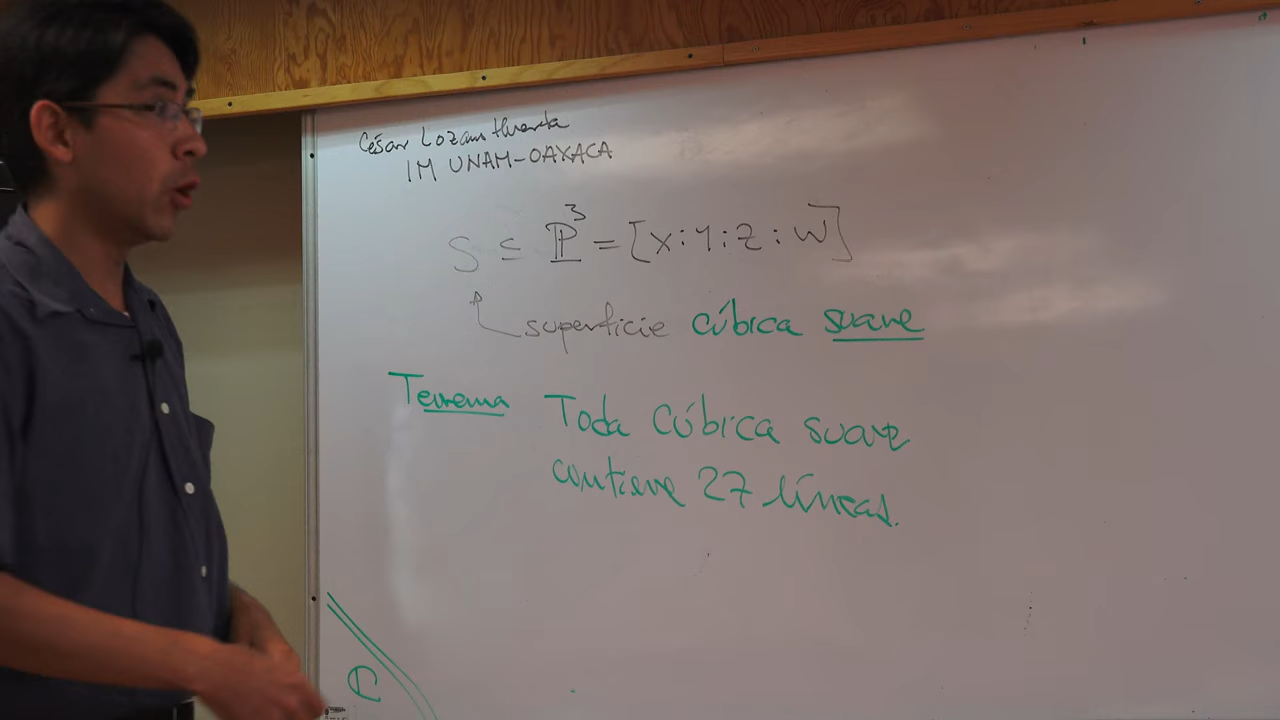 César Lozano Huerta
IM UNAM-OAXACA
S ⊆ ℙ³ = [X:Y:Z:W]
superficie cúbica suave
Teorema Toda cúbica suave
contiene 27 líneas.
ℂ